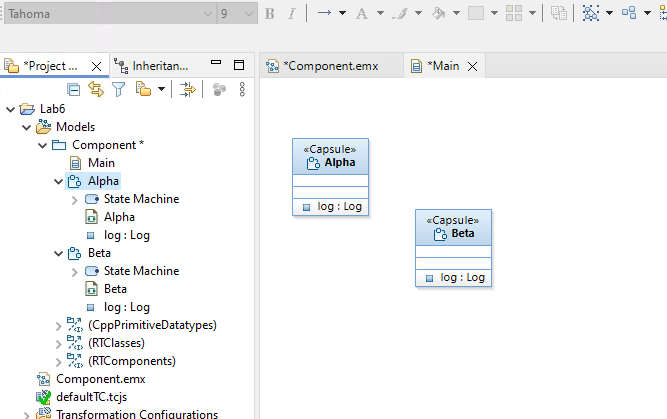 Tahoma 9 B I A
*Project ... Inheritan...
*Component.emx *Main
Lab6
Models
Component *
Main
Alpha
State Machine
Alpha
log : Log
Beta
State Machine
Beta
log : Log
(CppPrimitiveDatatypes)
(RTClasses)
(RTComponents)
Component.emx
defaultTC.tcjs
Transformation Configurations
«Capsule»
Alpha
log : Log
«Capsule»
Beta
log : Log